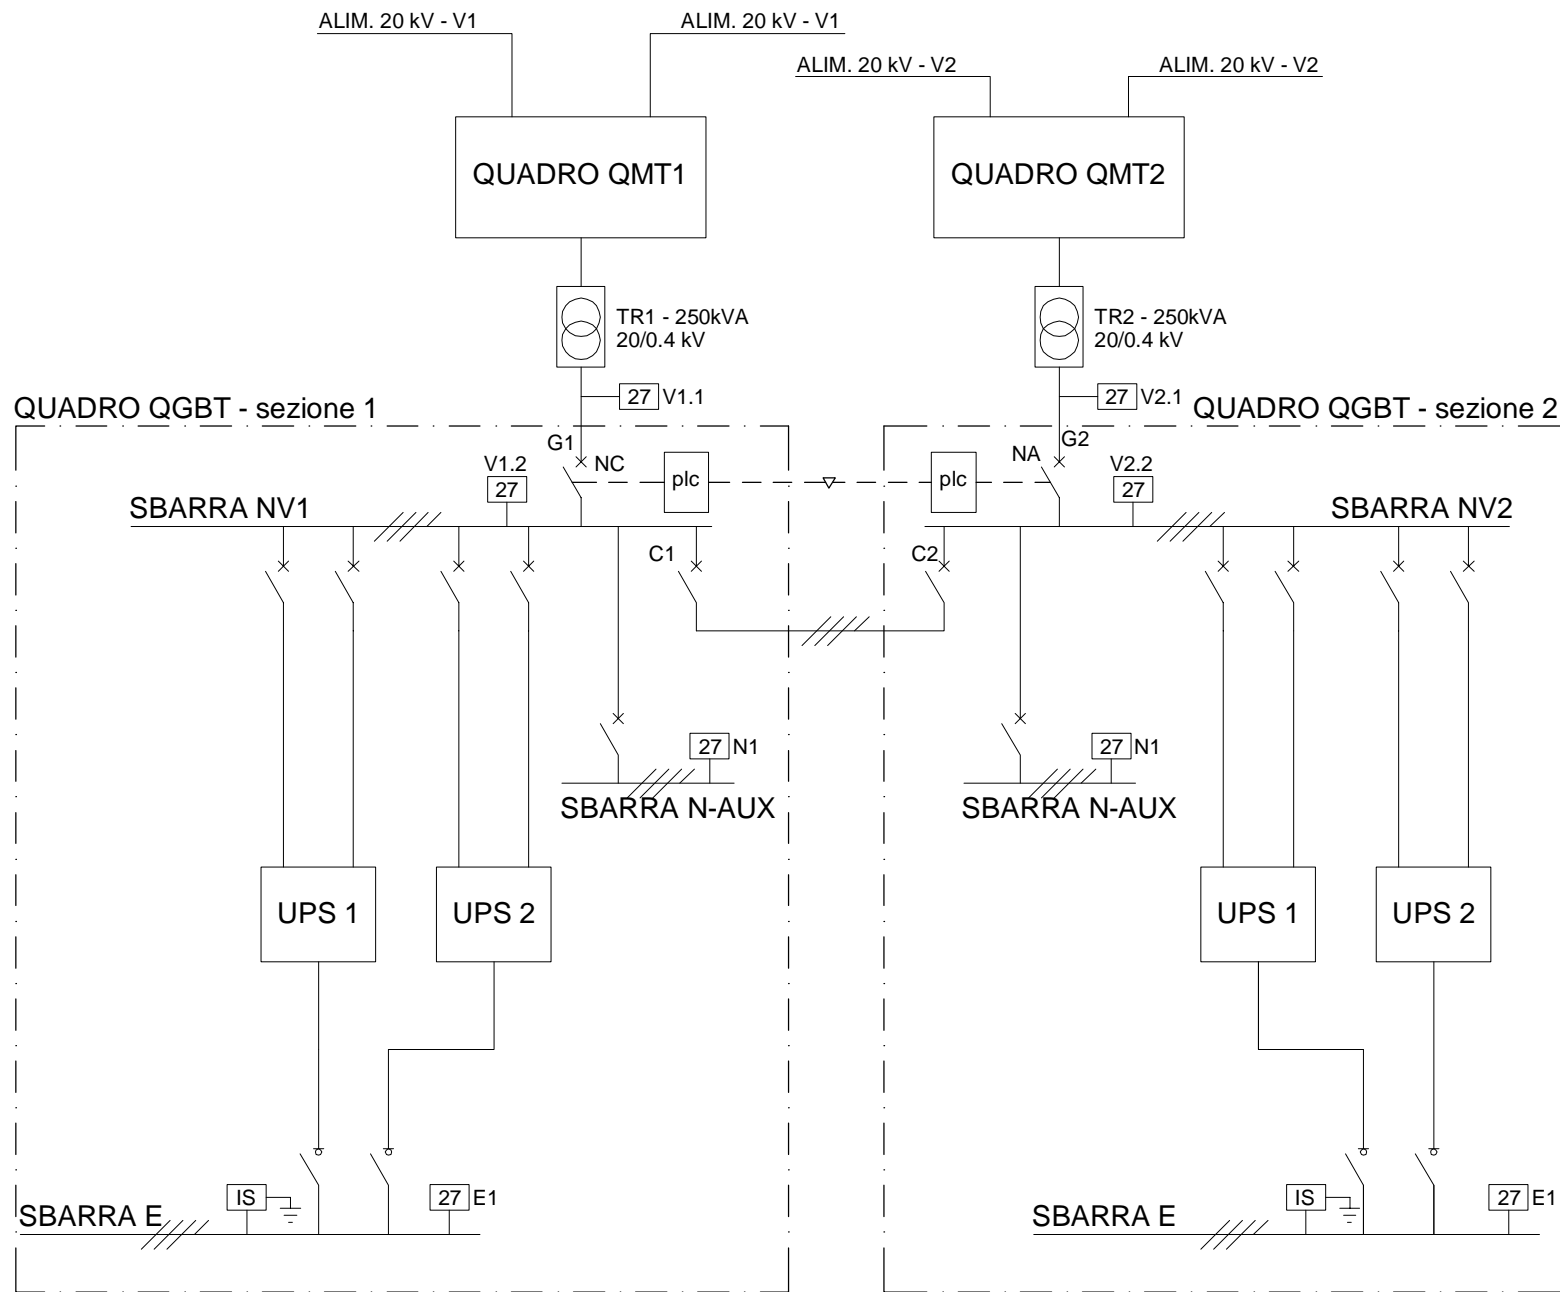 ALIM. 20 kV - V1
ALIM. 20 kV - V1
ALIM. 20 kV - V2
ALIM. 20 kV - V2
QUADRO QMT1
QUADRO QMT2
TR1 - 250kVA
20/0.4 kV
TR2 - 250kVA
20/0.4 kV
27 V1.1
27 V2.1
QUADRO QGBT - sezione 1
QUADRO QGBT - sezione 2
G1
NC
plc
plc
NA
G2
V1.2
27
V2.2
27
SBARRA NV1
SBARRA NV2
C1
C2
27 N1
27 N1
SBARRA N-AUX
SBARRA N-AUX
UPS 1
UPS 2
UPS 1
UPS 2
IS
27 E1
IS
27 E1
SBARRA E
SBARRA E